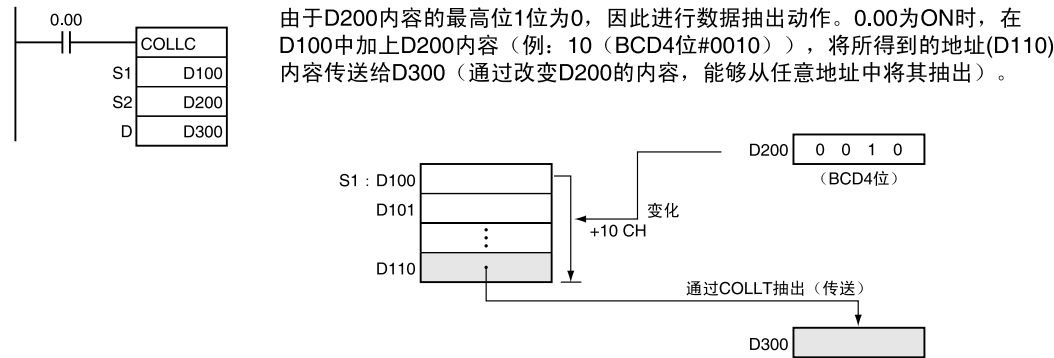 0.00
COLLC
S1 D100
S2 D200
D D300
由于D200内容的最高位1位为0，因此进行数据抽出动作。0.00为ON时，在
D100中加上D200内容（例：10（BCD4位#0010）），将所得到的地址(D110)
内容传送给D300（通过改变D200的内容，能够从任意地址中将其抽出）。
D200 0 0 1 0
（BCD4位）
S1：D100
D101
变化
+10 CH
D110
通过COLLT抽出（传送）
D300